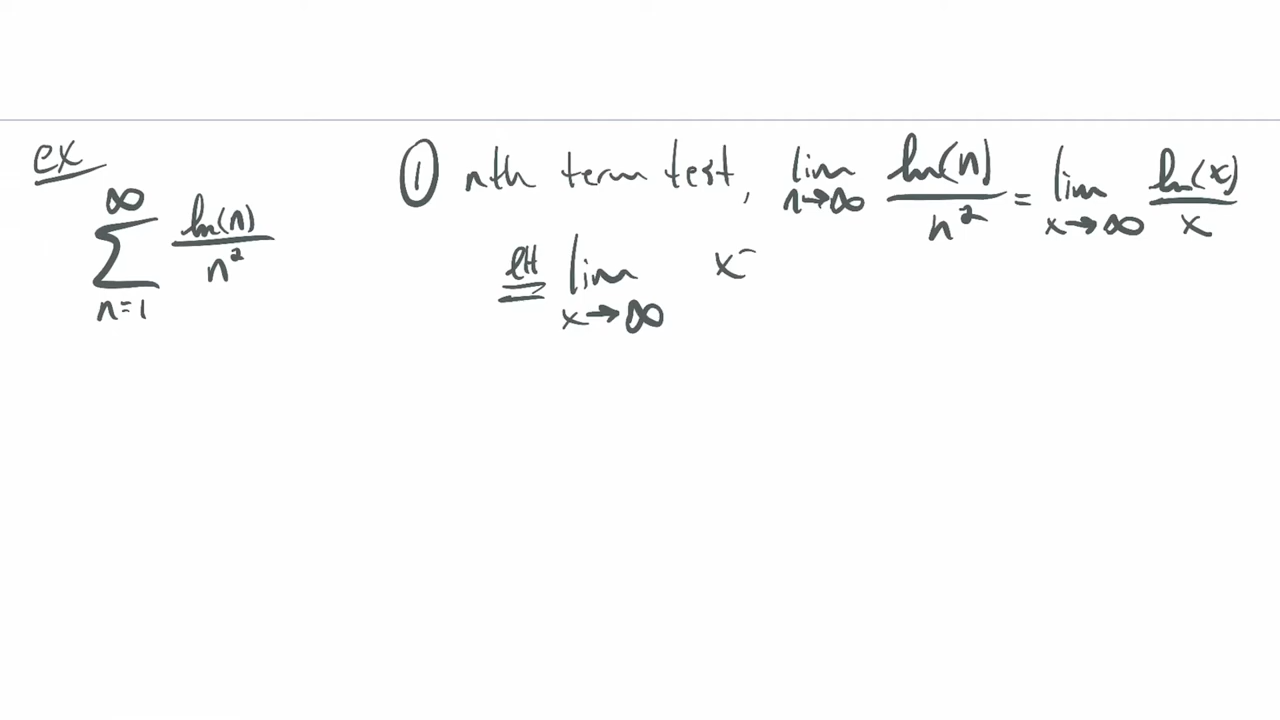 ex
∞
∑ ln(n)/n²
n=1
① nth term test, lim n→∞ ln(n)/n² = lim x→∞ ln(x)/x
lH= lim x→∞ x⁻